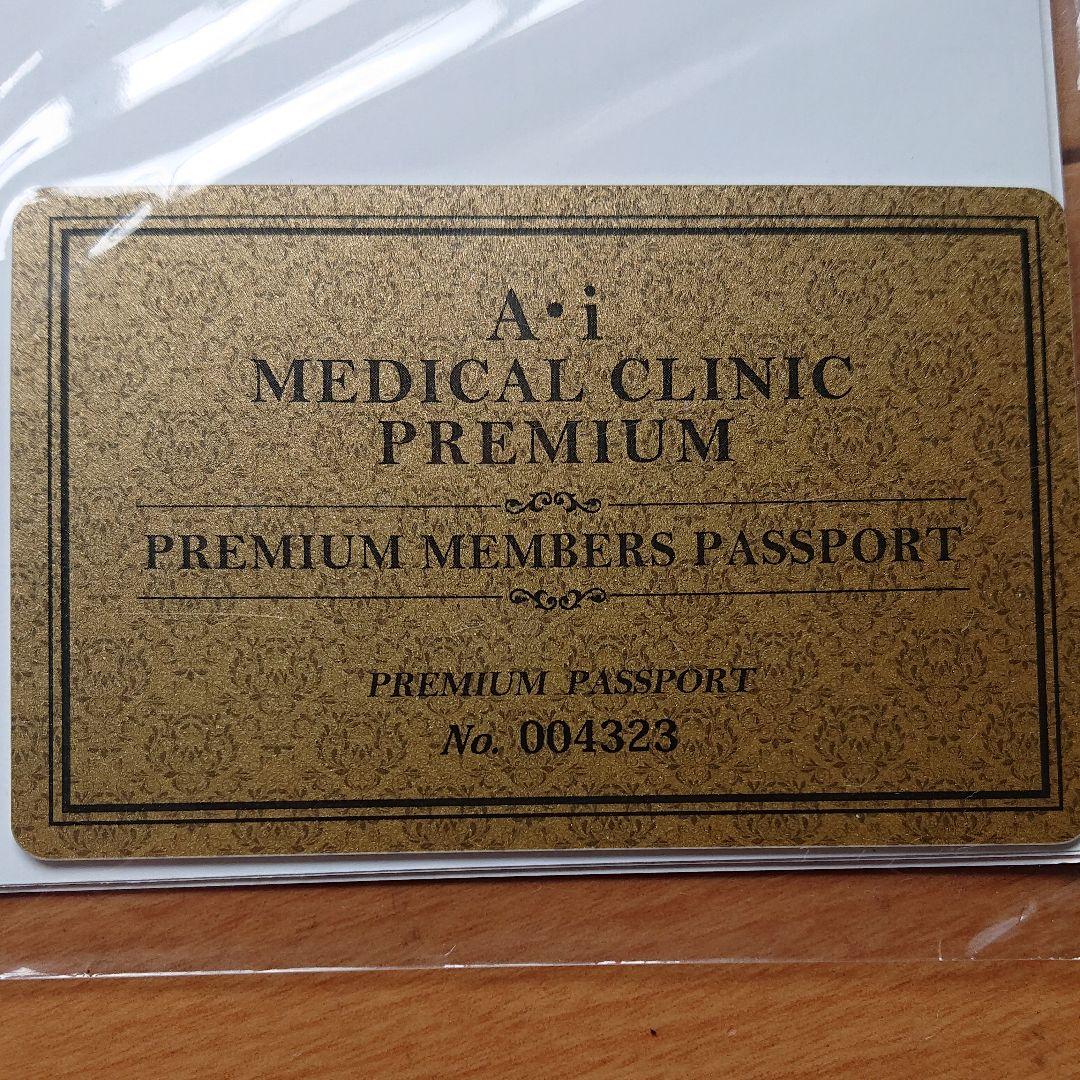 A·i
MEDICAL CLINIC
PREMIUM
PREMIUM MEMBERS PASSPORT
PREMIUM PASSPORT
No. 004323